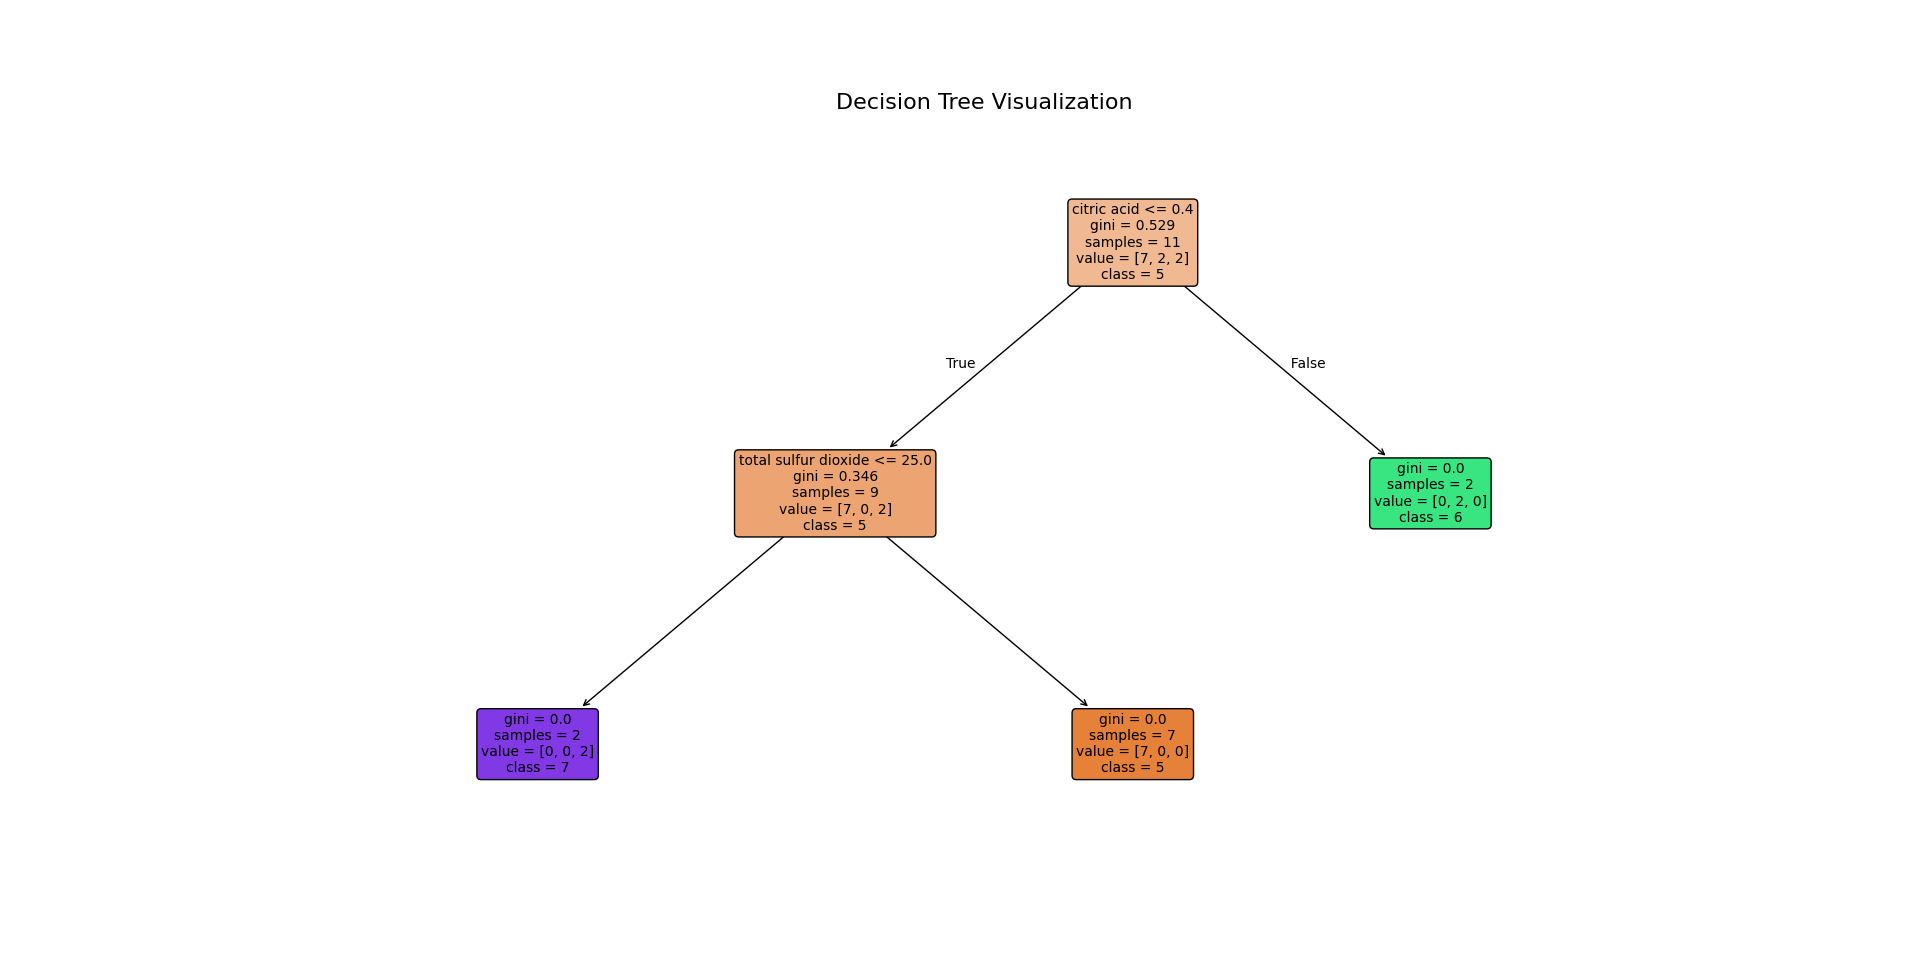 Decision Tree Visualization
citric acid <= 0.4
gini = 0.529
samples = 11
value = [7, 2, 2]
class = 5
True
False
total sulfur dioxide <= 25.0
gini = 0.346
samples = 9
value = [7, 0, 2]
class = 5
gini = 0.0
samples = 2
value = [0, 2, 0]
class = 6
gini = 0.0
samples = 2
value = [0, 0, 2]
class = 7
gini = 0.0
samples = 7
value = [7, 0, 0]
class = 5